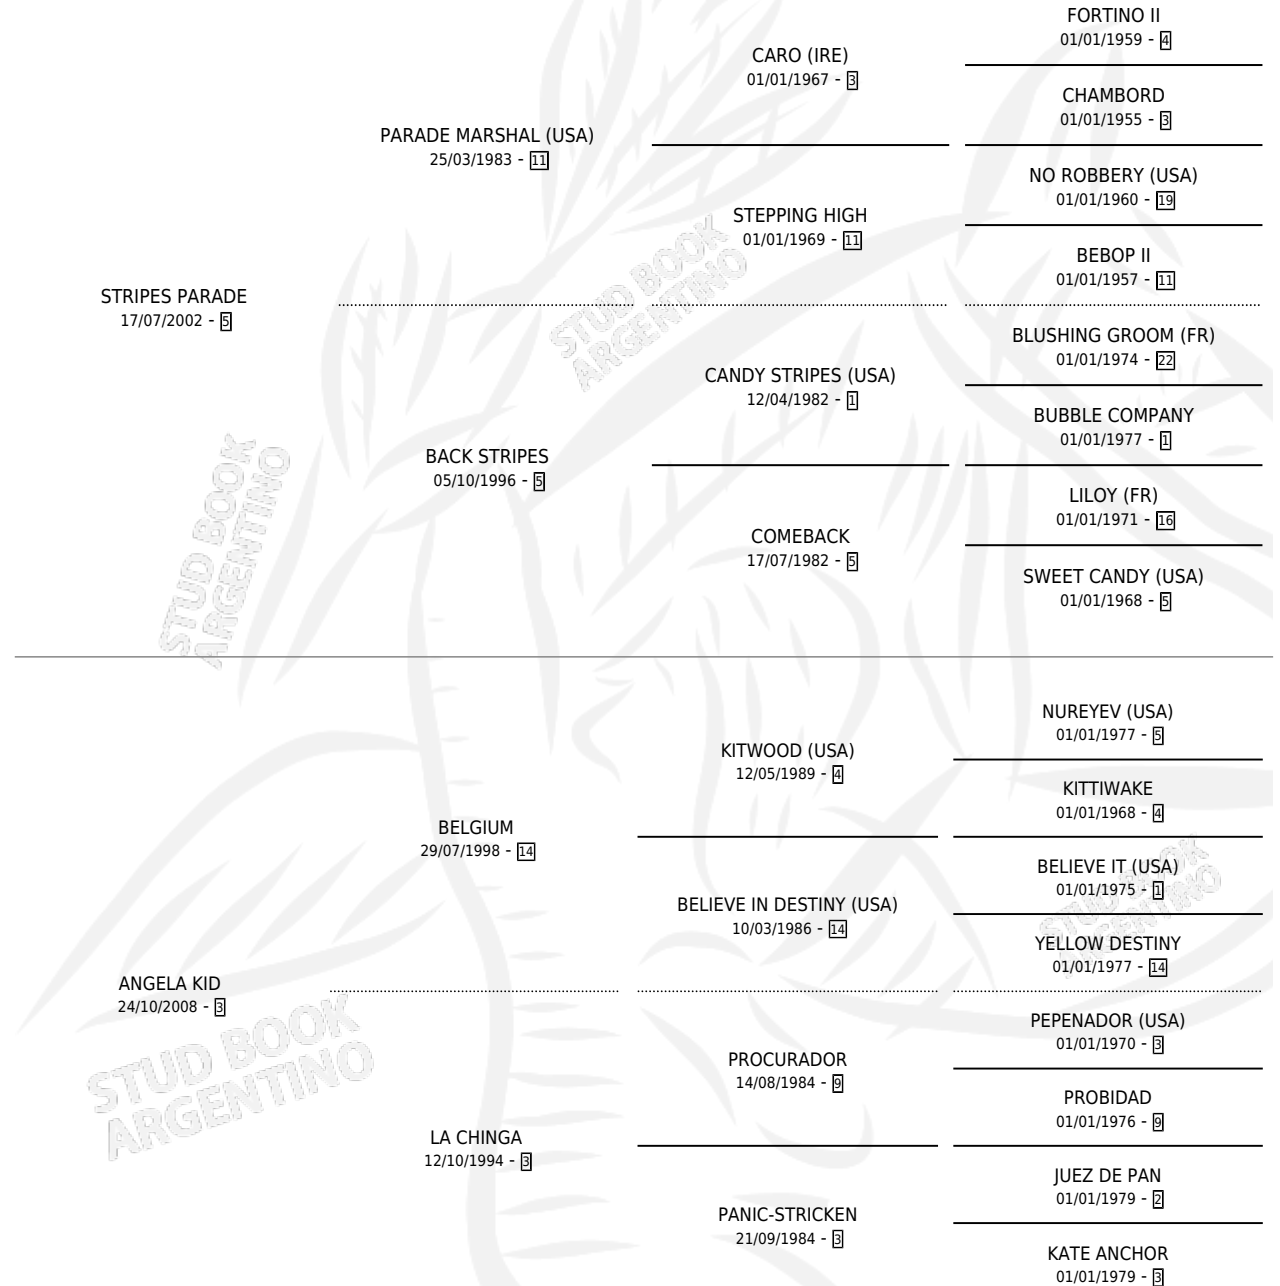 FORTINO II
01/01/1959 - 4
CARO (IRE)
01/01/1967 - 3
CHAMBORD
01/01/1955 - 3
PARADE MARSHAL (USA)
25/03/1983 - 11
NO ROBBERY (USA)
01/01/1960 - 19
STEPPING HIGH
01/01/1969 - 11
BEBOP II
01/01/1957 - 11
STRIPES PARADE
17/07/2002 - 5
BLUSHING GROOM (FR)
01/01/1974 - 22
CANDY STRIPES (USA)
12/04/1982 - 1
BUBBLE COMPANY
01/01/1977 - 1
BACK STRIPES
05/10/1996 - 5
LILOY (FR)
01/01/1971 - 16
COMEBACK
17/07/1982 - 5
SWEET CANDY (USA)
01/01/1968 - 5
STUD BOOK
ARGENTINO
STUD BOOK
ARGENTINO
NUREYEV (USA)
01/01/1977 - 5
KITWOOD (USA)
12/05/1989 - 4
KITTIWAKE
01/01/1968 - 4
BELGIUM
29/07/1998 - 14
BELIEVE IT (USA)
01/01/1975 - 1
BELIEVE IN DESTINY (USA)
10/03/1986 - 14
YELLOW DESTINY
01/01/1977 - 14
STUD BOOK
ARGENTINO
ANGELA KID
24/10/2008 - 3
PEPENADOR (USA)
01/01/1970 - 3
PROCURADOR
14/08/1984 - 9
PROBIDAD
01/01/1976 - 9
STUD BOOK
ARGENTINO
LA CHINGA
12/10/1994 - 3
JUEZ DE PAN
01/01/1979 - 2
PANIC-STRICKEN
21/09/1984 - 3
KATE ANCHOR
01/01/1979 - 3